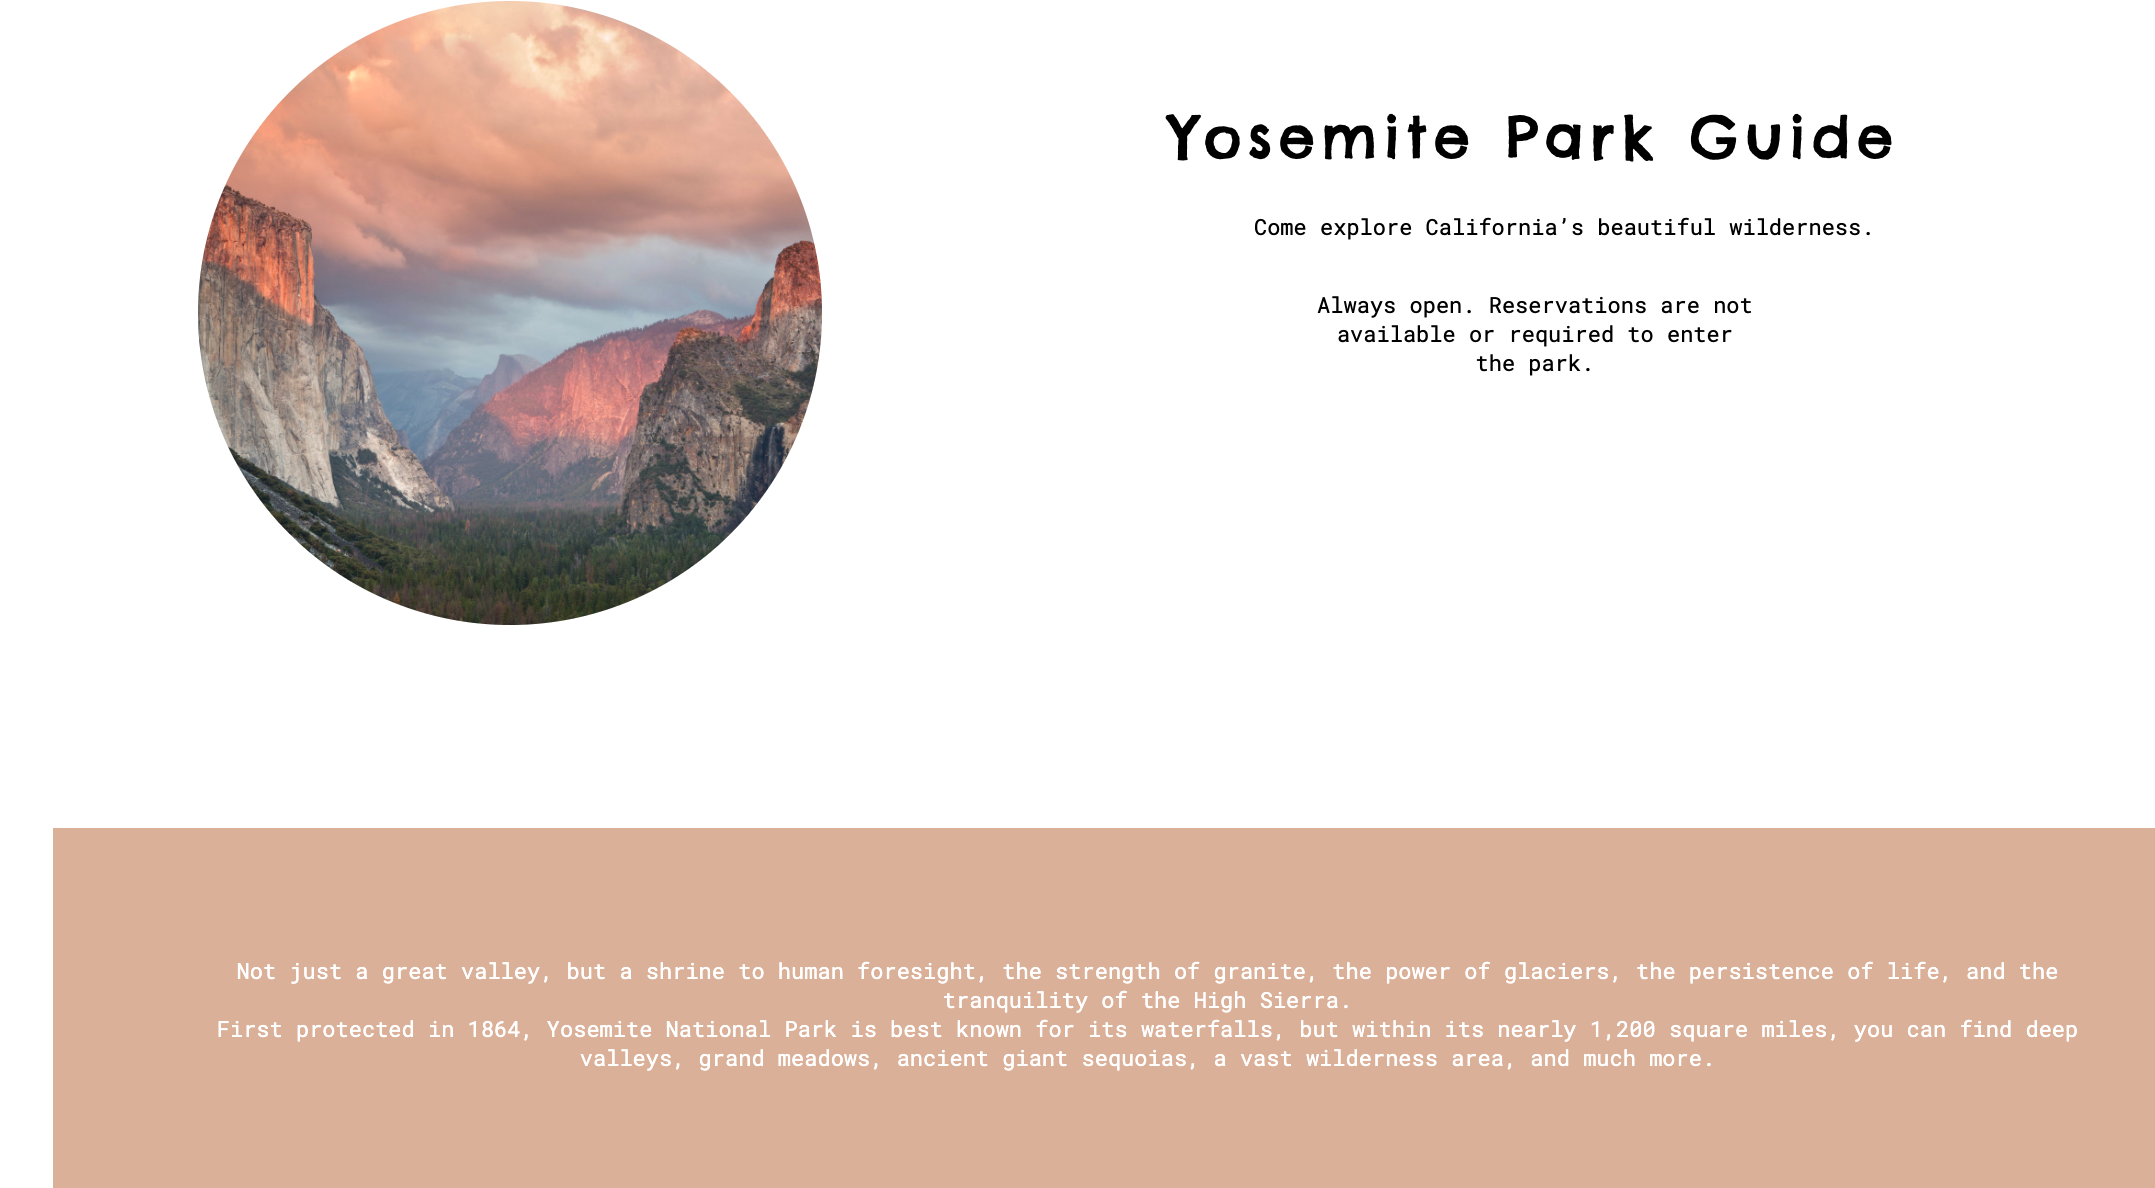 Yosemite Park Guide
Come explore California’s beautiful wilderness.
Always open. Reservations are not
available or required to enter
the park.
Not just a great valley, but a shrine to human foresight, the strength of granite, the power of glaciers, the persistence of life, and the
tranquility of the High Sierra.
First protected in 1864, Yosemite National Park is best known for its waterfalls, but within its nearly 1,200 square miles, you can find deep
valleys, grand meadows, ancient giant sequoias, a vast wilderness area, and much more.